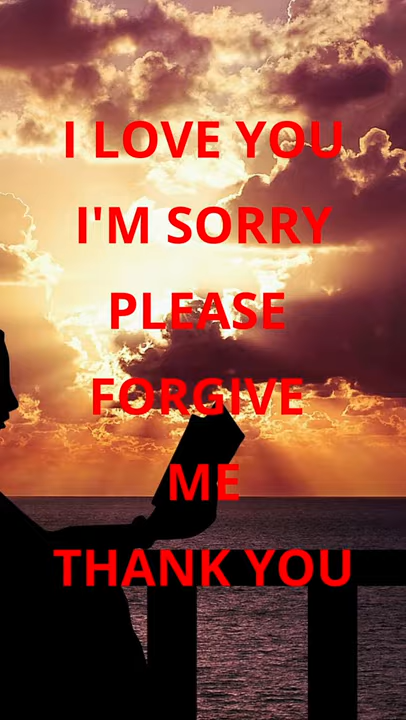 I LOVE YOU
I'M SORRY
PLEASE
FORGIVE
ME
THANK YOU